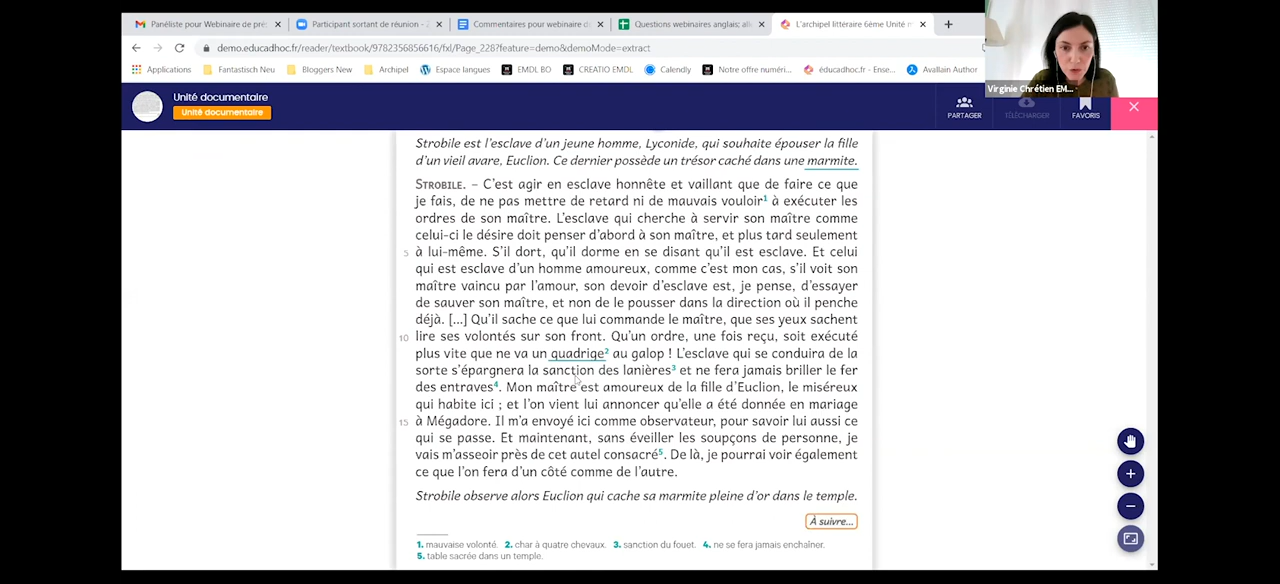 Panéliste pour Webinaire de pré
Participant sortant de réunion - Z
Commentaires pour webinaire d
Questions webinaires anglais; all
L'archipel littéraire 6ème Unité n
demo.educadhoc.fr/reader/textbook/9782356856616/fxl/Page_228?feature=demo&demoMode=extract
Applications
Fantastisch Neu
Bloggers New
Archipel
Espace langues
EMDL BO
CREATIO EMDL
Calendly
Notre offre numéri...
éducadhoc.fr - Ense...
Avallain Author
Virginie Chrétien EM...
Unité documentaire
Unité documentaire
PARTAGER
TÉLÉCHARGER
FAVORIS
Strobile est l'esclave d'un jeune homme, Lyconide, qui souhaite épouser la fille
d'un vieil avare, Euclion. Ce dernier possède un trésor caché dans une marmite.
STROBILE. – C'est agir en esclave honnête et vaillant que de faire ce que
je fais, de ne pas mettre de retard ni de mauvais vouloir1 à exécuter les
ordres de son maître. L'esclave qui cherche à servir son maître comme
celui-ci le désire doit penser d'abord à son maître, et plus tard seulement
5 à lui-même. S'il dort, qu'il dorme en se disant qu'il est esclave. Et celui
qui est esclave d'un homme amoureux, comme c'est mon cas, s'il voit son
maître vaincu par l'amour, son devoir d'esclave est, je pense, d'essayer
de sauver son maître, et non de le pousser dans la direction où il penche
déjà. [...] Qu'il sache ce que lui commande le maître, que ses yeux sachent
10 lire ses volontés sur son front. Qu'un ordre, une fois reçu, soit exécuté
plus vite que ne va un quadrige2 au galop ! L'esclave qui se conduira de la
sorte s'épargnera la sanction des lanières3 et ne fera jamais briller le fer
des entraves4. Mon maître est amoureux de la fille d'Euclion, le miséreux
qui habite ici ; et l'on vient lui annoncer qu'elle a été donnée en mariage
15 à Mégadore. Il m'a envoyé ici comme observateur, pour savoir lui aussi ce
qui se passe. Et maintenant, sans éveiller les soupçons de personne, je
vais m'asseoir près de cet autel consacré5. De là, je pourrai voir également
ce que l'on fera d'un côté comme de l'autre.
Strobile observe alors Euclion qui cache sa marmite pleine d'or dans le temple.
À suivre...
1. mauvaise volonté. 2. char à quatre chevaux. 3. sanction du fouet. 4. ne se fera jamais enchaîner.
5. table sacrée dans un temple.